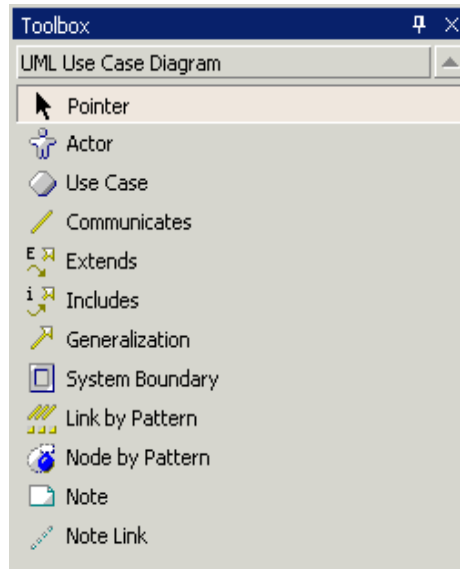 Toolbox
UML Use Case Diagram
Pointer
Actor
Use Case
Communicates
E Extends
i Includes
Generalization
System Boundary
Link by Pattern
Node by Pattern
Note
Note Link